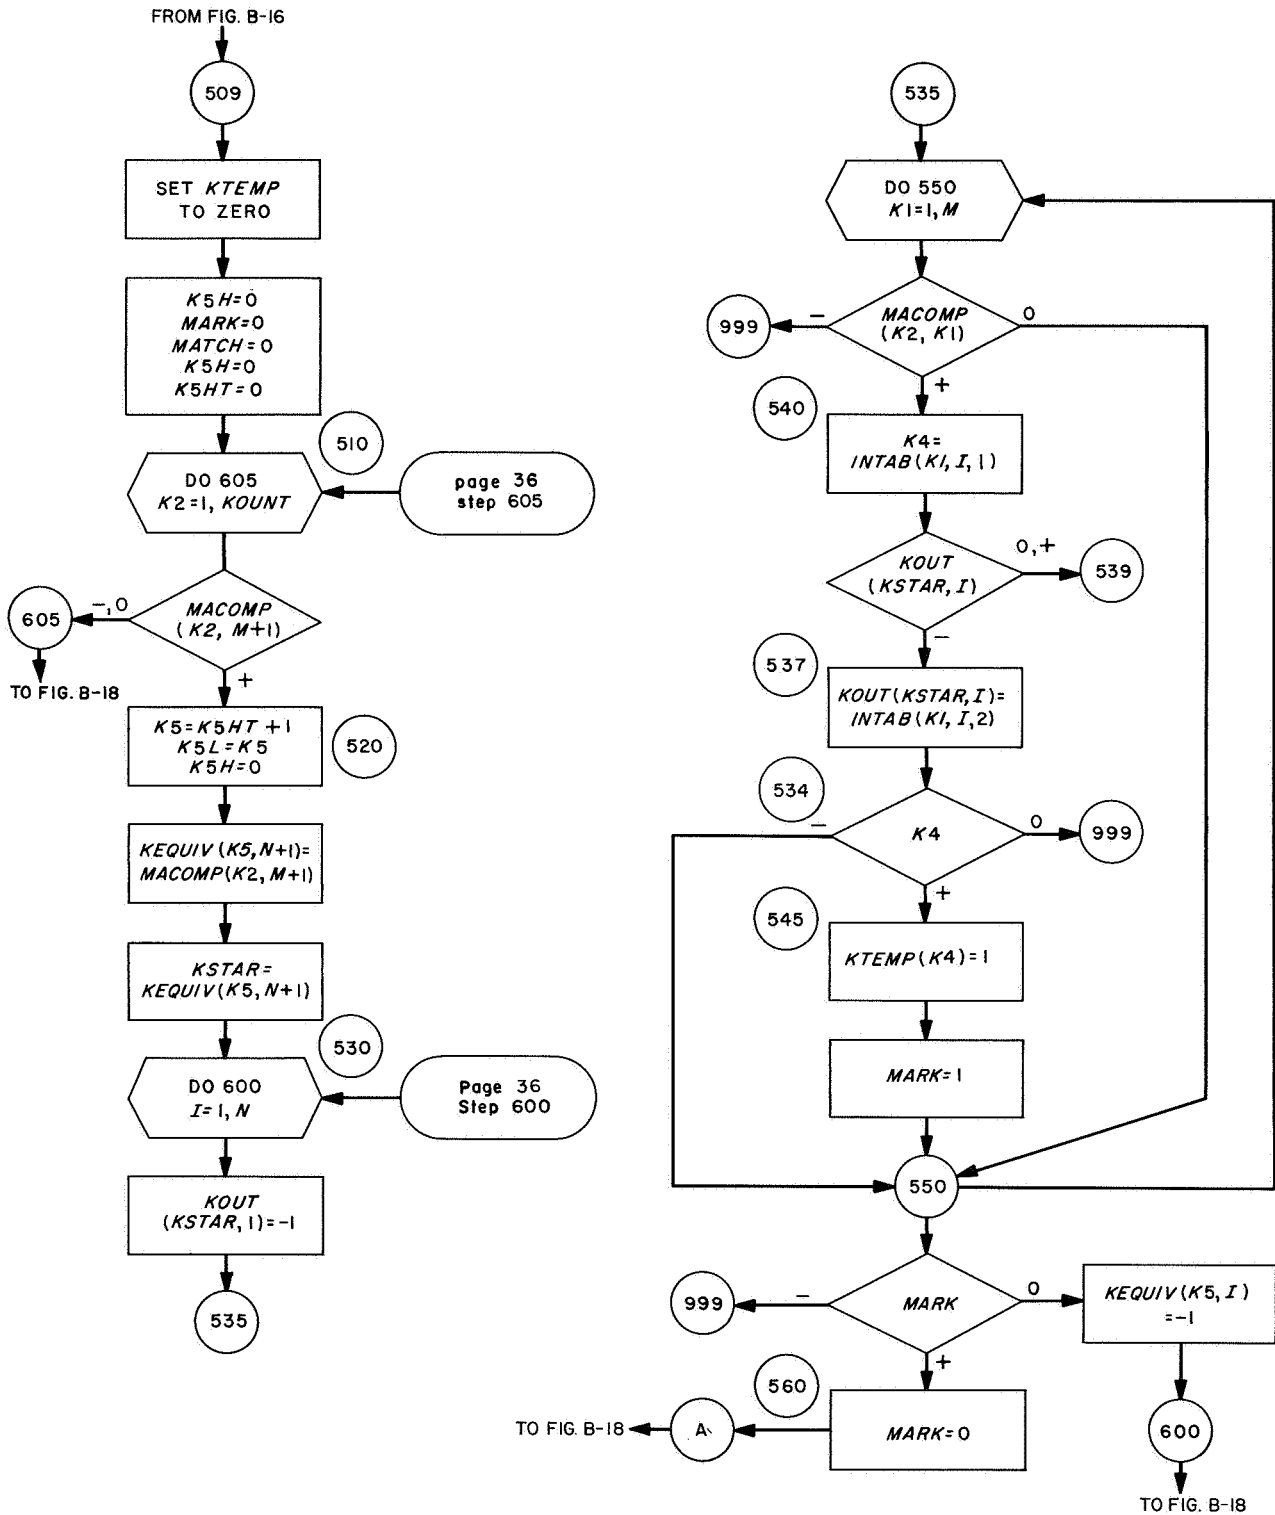 FROM FIG. B-16
509
SET KTEMP
TO ZERO
K5H=0
MARK=0
MATCH=0
K5H=0
K5HT=0
510
DO 605
K2=1, KOUNT
page 36
step 605
605
−,0
MACOMP
(K2, M+1)
TO FIG. B-18
+
K5=K5HT+1
K5L=K5
K5H=0
520
KEQUIV(K5,N+1)=
MACOMP(K2,M+1)
KSTAR=
KEQUIV(K5,N+1)
530
DO 600
I=1, N
Page 36
Step 600
KOUT
(KSTAR,1)=-1
535
535
DO 550
K1=1, M
999
−
MACOMP
(K2, K1)
0
+
540
K4=
INTAB(K1,I,1)
KOUT
(KSTAR,I)
0,+
539
−
537
KOUT(KSTAR,I)=
INTAB(K1,I,2)
534
−
K4
0
999
+
545
KTEMP(K4)=1
MARK=1
550
999
−
MARK
0
KEQUIV(K5,I)
=-1
+
560
TO FIG. B-18
A
MARK=0
600
TO FIG. B-18